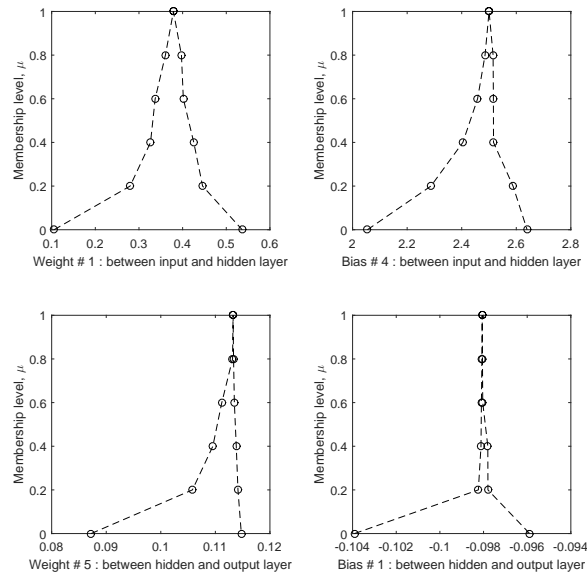 1
0.8
0.6
0.4
0.2
0
Membership level, μ
0.1 0.2 0.3 0.4 0.5 0.6
Weight # 1 : between input and hidden layer
1
0.8
0.6
0.4
0.2
0
Membership level, μ
2 2.2 2.4 2.6 2.8
Bias # 4 : between input and hidden layer
1
0.8
0.6
0.4
0.2
0
Membership level, μ
0.08 0.09 0.1 0.11 0.12
Weight # 5 : between hidden and output layer
1
0.8
0.6
0.4
0.2
0
Membership level, μ
-0.104 -0.102 -0.1 -0.098 -0.096 -0.094
Bias # 1 : between hidden and output layer